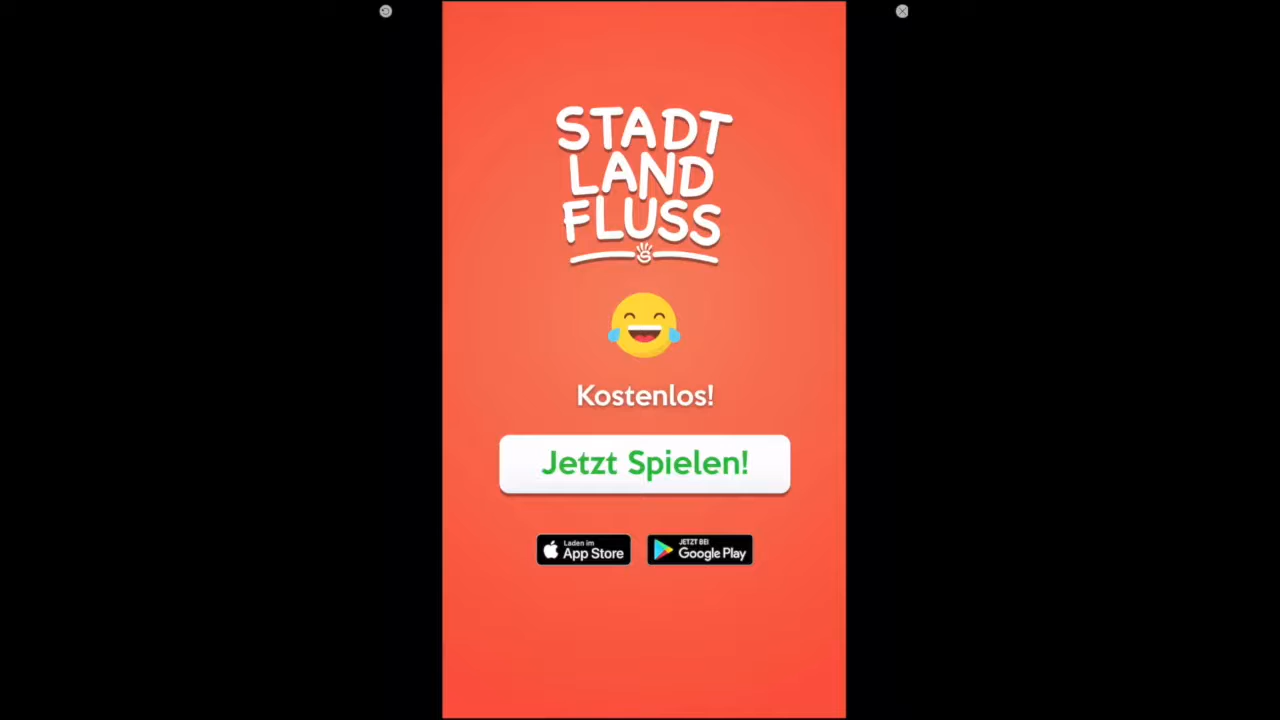 STADT
LAND
FLUSS
Kostenlos!
Jetzt Spielen!
Laden im
App Store
JETZT BEI
Google Play